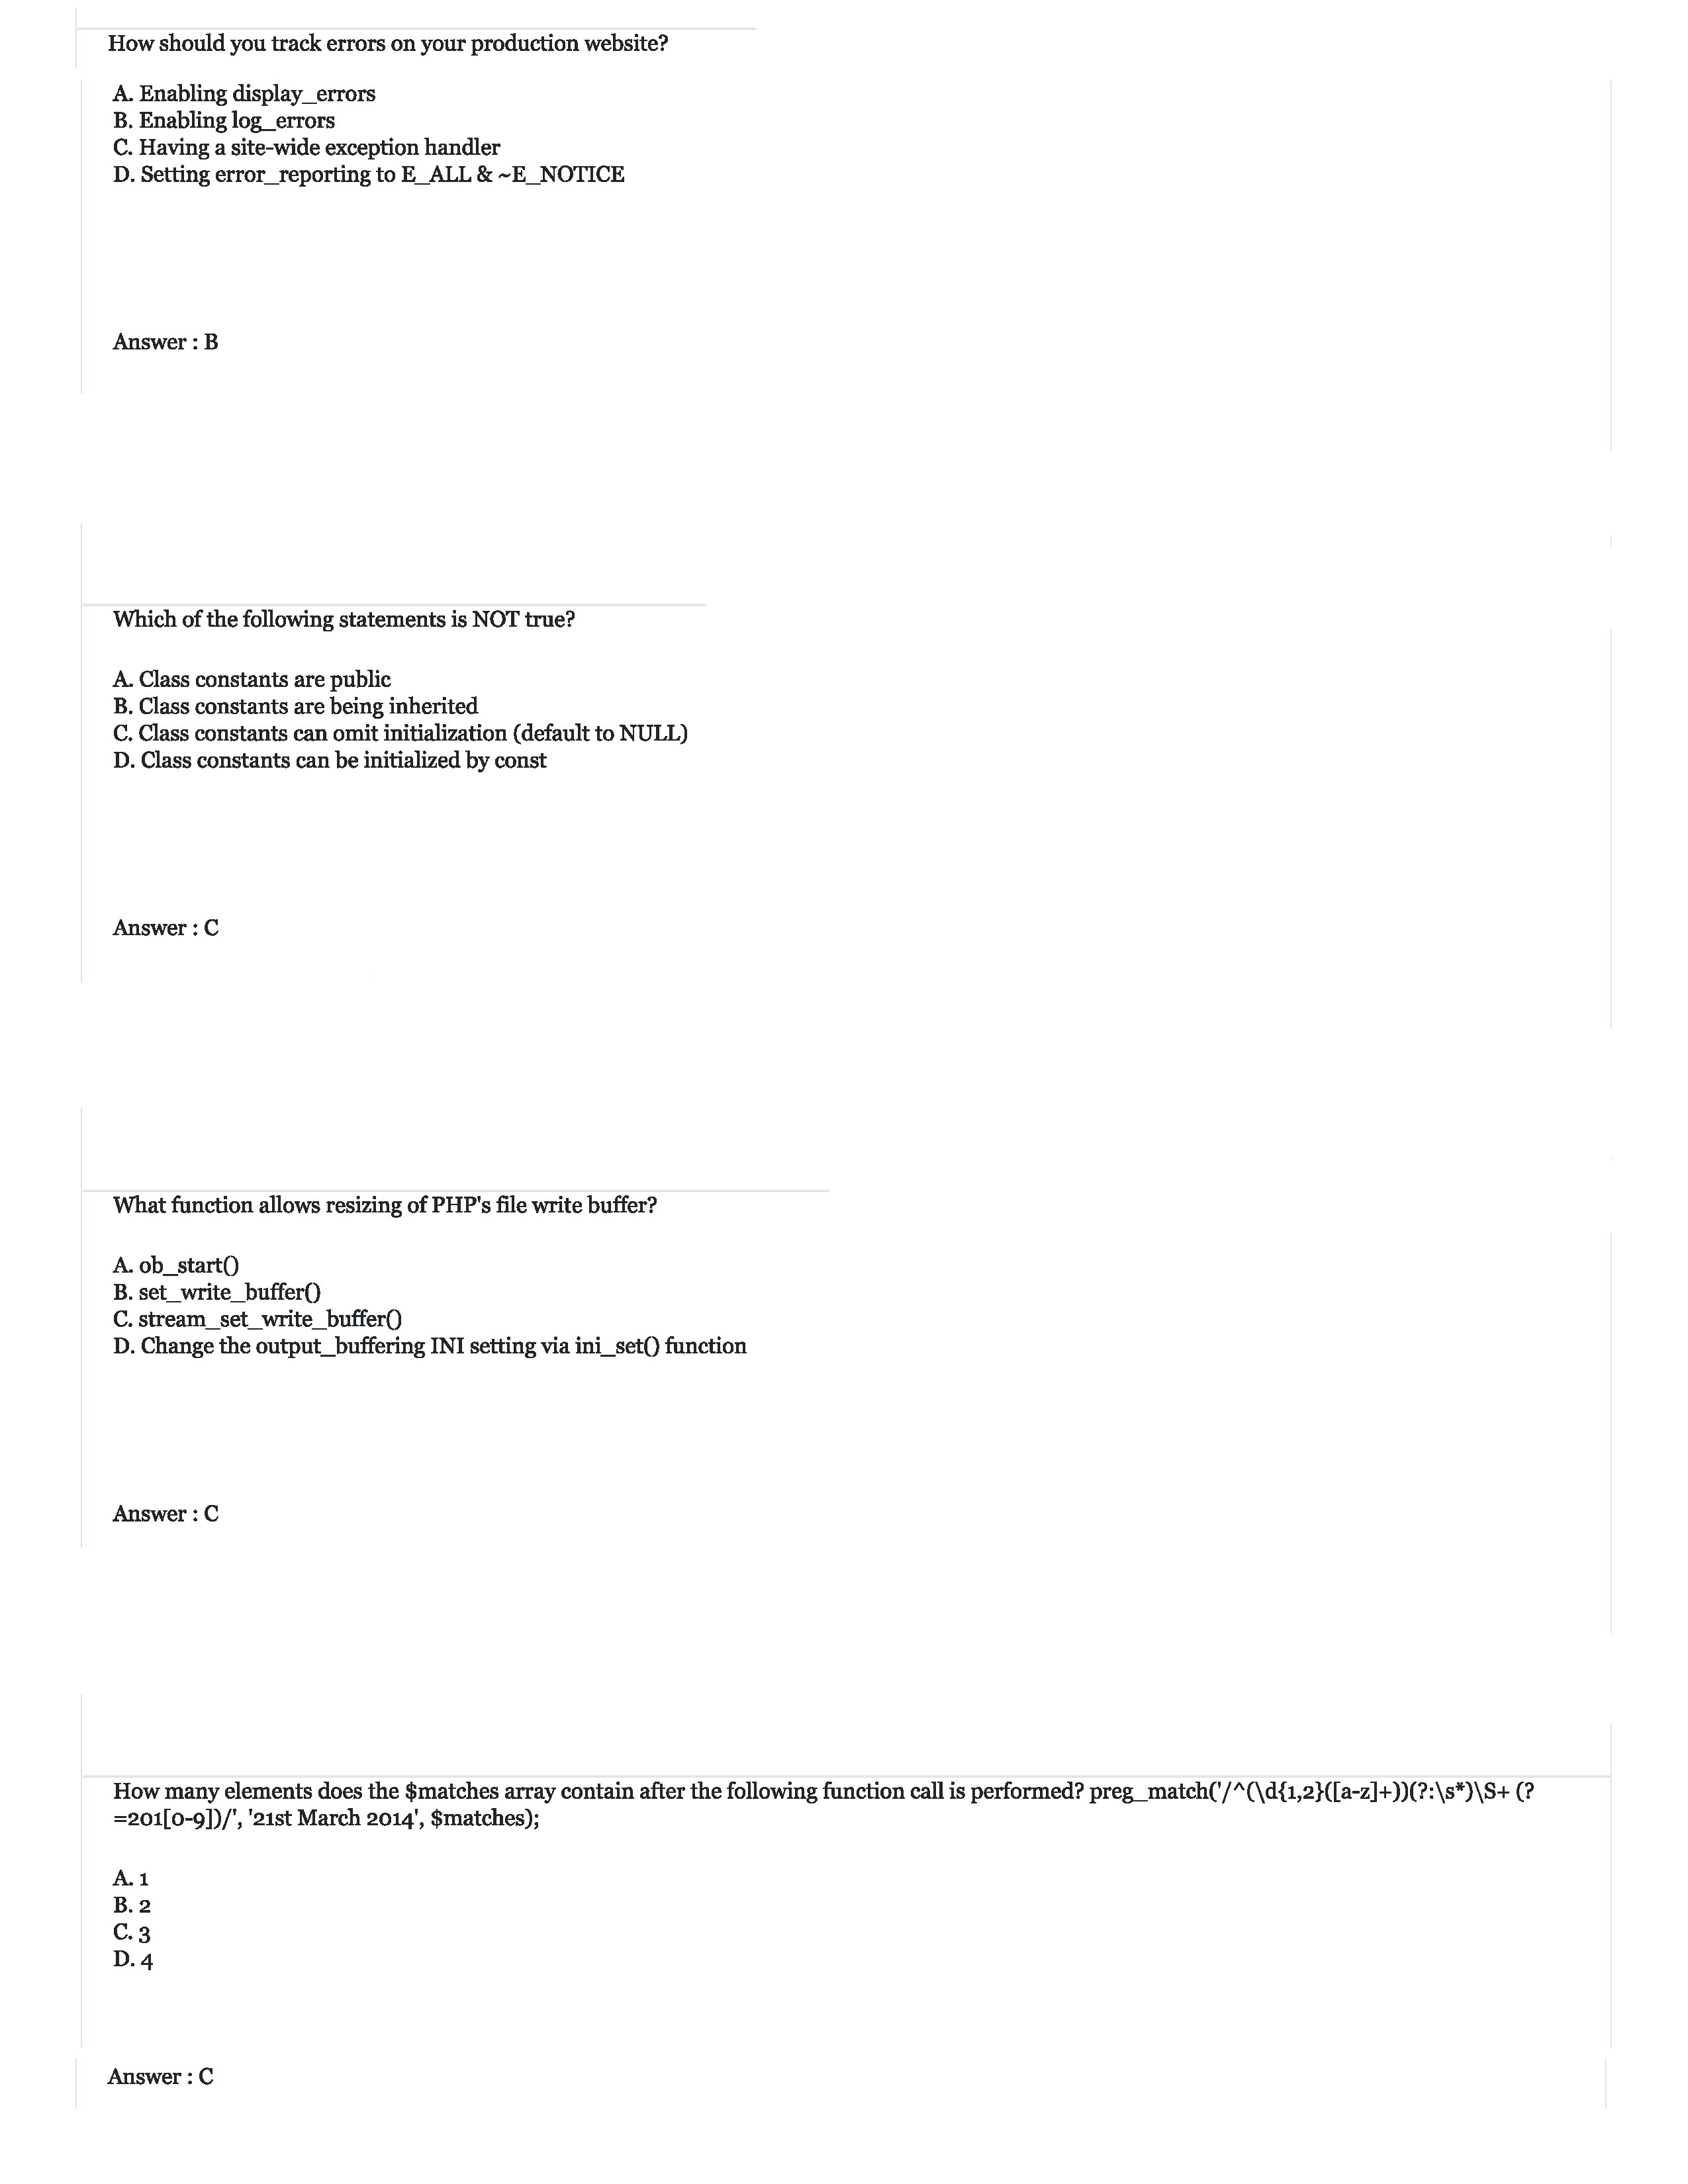 How should you track errors on your production website?
A. Enabling display_errors
B. Enabling log_errors
C. Having a site-wide exception handler
D. Setting error_reporting to E_ALL & ~E_NOTICE
Answer : B
Which of the following statements is NOT true?
A. Class constants are public
B. Class constants are being inherited
C. Class constants can omit initialization (default to NULL)
D. Class constants can be initialized by const
Answer : C
What function allows resizing of PHP's file write buffer?
A. ob_start()
B. set_write_buffer()
C. stream_set_write_buffer()
D. Change the output_buffering INI setting via ini_set() function
Answer : C
How many elements does the $matches array contain after the following function call is performed? preg_match('/^(\d{1,2}([a-z]+))(?:\s*)\S+ (?
=201[0-9])/', '21st March 2014', $matches);
A. 1
B. 2
C. 3
D. 4
Answer : C